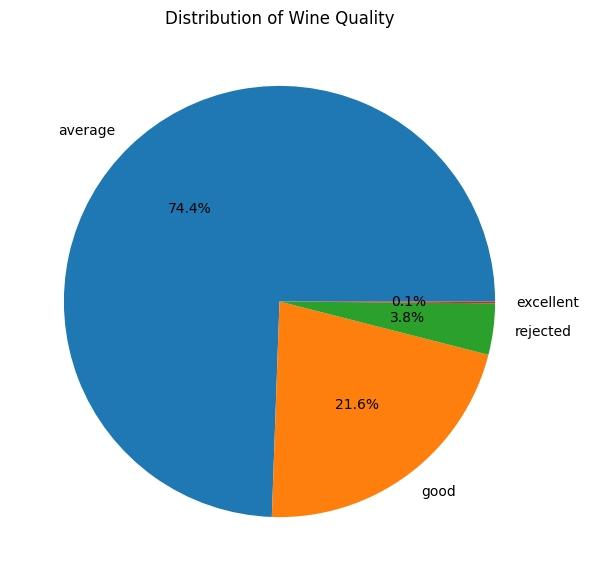 Distribution of Wine Quality
average
74.4%
0.1%
excellent
3.8%
rejected
21.6%
good